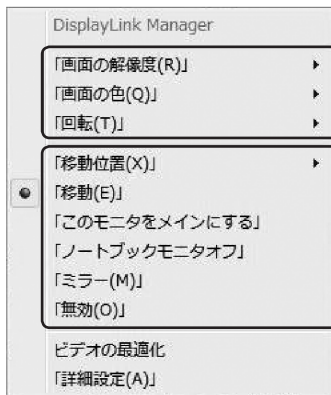 DisplayLink Manager
「画面の解像度(R)」
「画面の色(Q)」
「回転(T)」
「移動位置(X)」
「移動(E)」
「このモニタをメインにする」
「ノートブックモニタオフ」
「ミラー(M)」
「無効(O)」
ビデオの最適化
「詳細設定(A)」